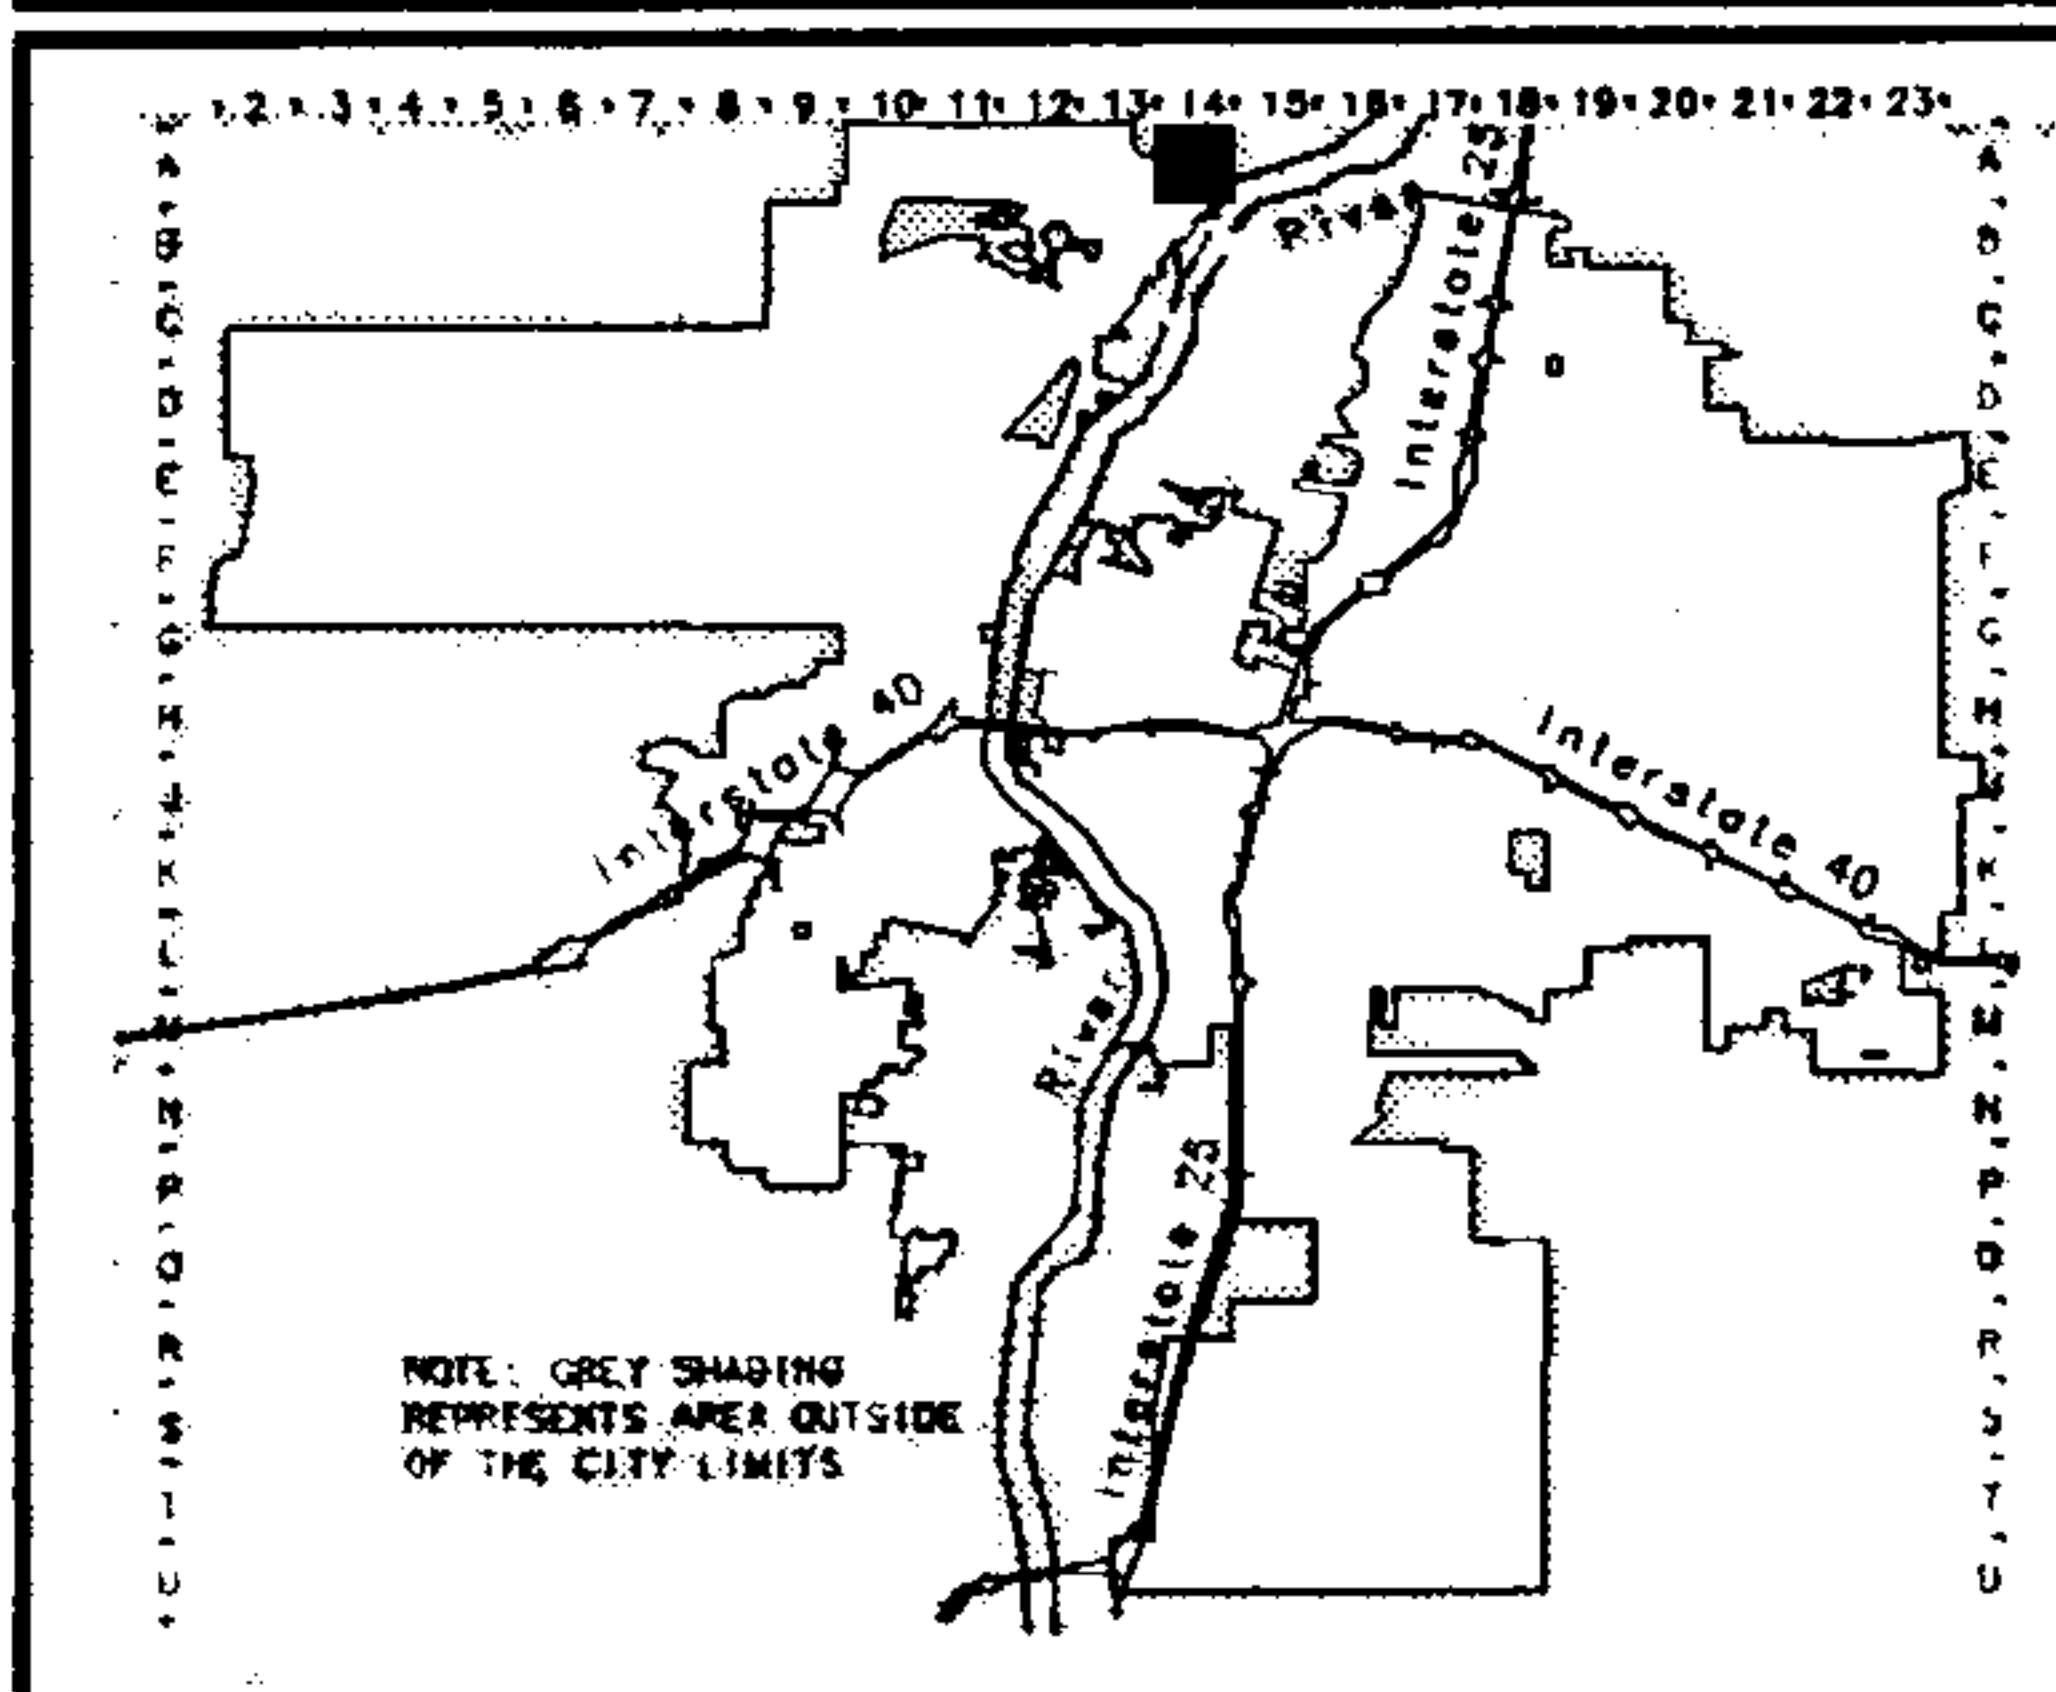 2 3 4 5 6 7 8 9 10 11 12 13 14 15 16 17 18 19 20 21 22 23
A B C D E F G H J K L M N P Q R S T U
A B C D E F G H J K L M N P Q R S T U
River
Interstate 25
Interstate 40
Interstate 40
River
Interstate 25
NOTE: GREY SHADING
REPRESENTS AREA OUTSIDE
OF THE CITY LIMITS